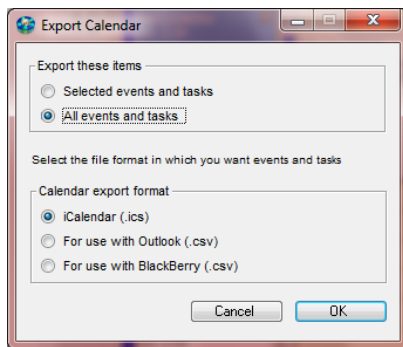 Export Calendar
Export these items
Selected events and tasks
All events and tasks
Select the file format in which you want events and tasks
Calendar export format
iCalendar (.ics)
For use with Outlook (.csv)
For use with BlackBerry (.csv)
Cancel OK